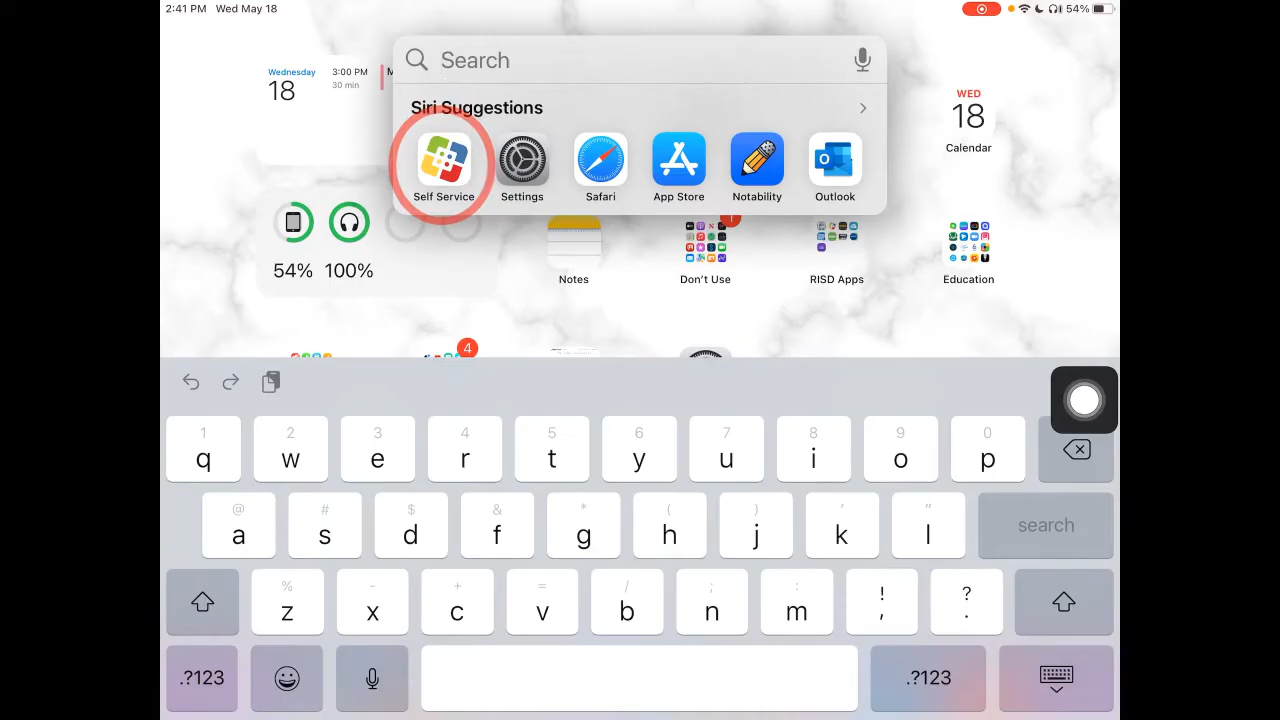 2:41 PM Wed May 18
54%
Search
Siri Suggestions
Self Service
Settings
Safari
App Store
Notability
Outlook
Wednesday
18
3:00 PM
30 min
M
WED
18
Calendar
54% 100%
Notes
Don't Use
RISD Apps
Education
1
4
1 2 3 4 5 6 7 8 9 0
q w e r t y u i o p
@ # $ & * ( ) ' "
a s d f g h j k l
search
% - + = / ; : ! ?
z x c v b n m , .
.?123
.?123